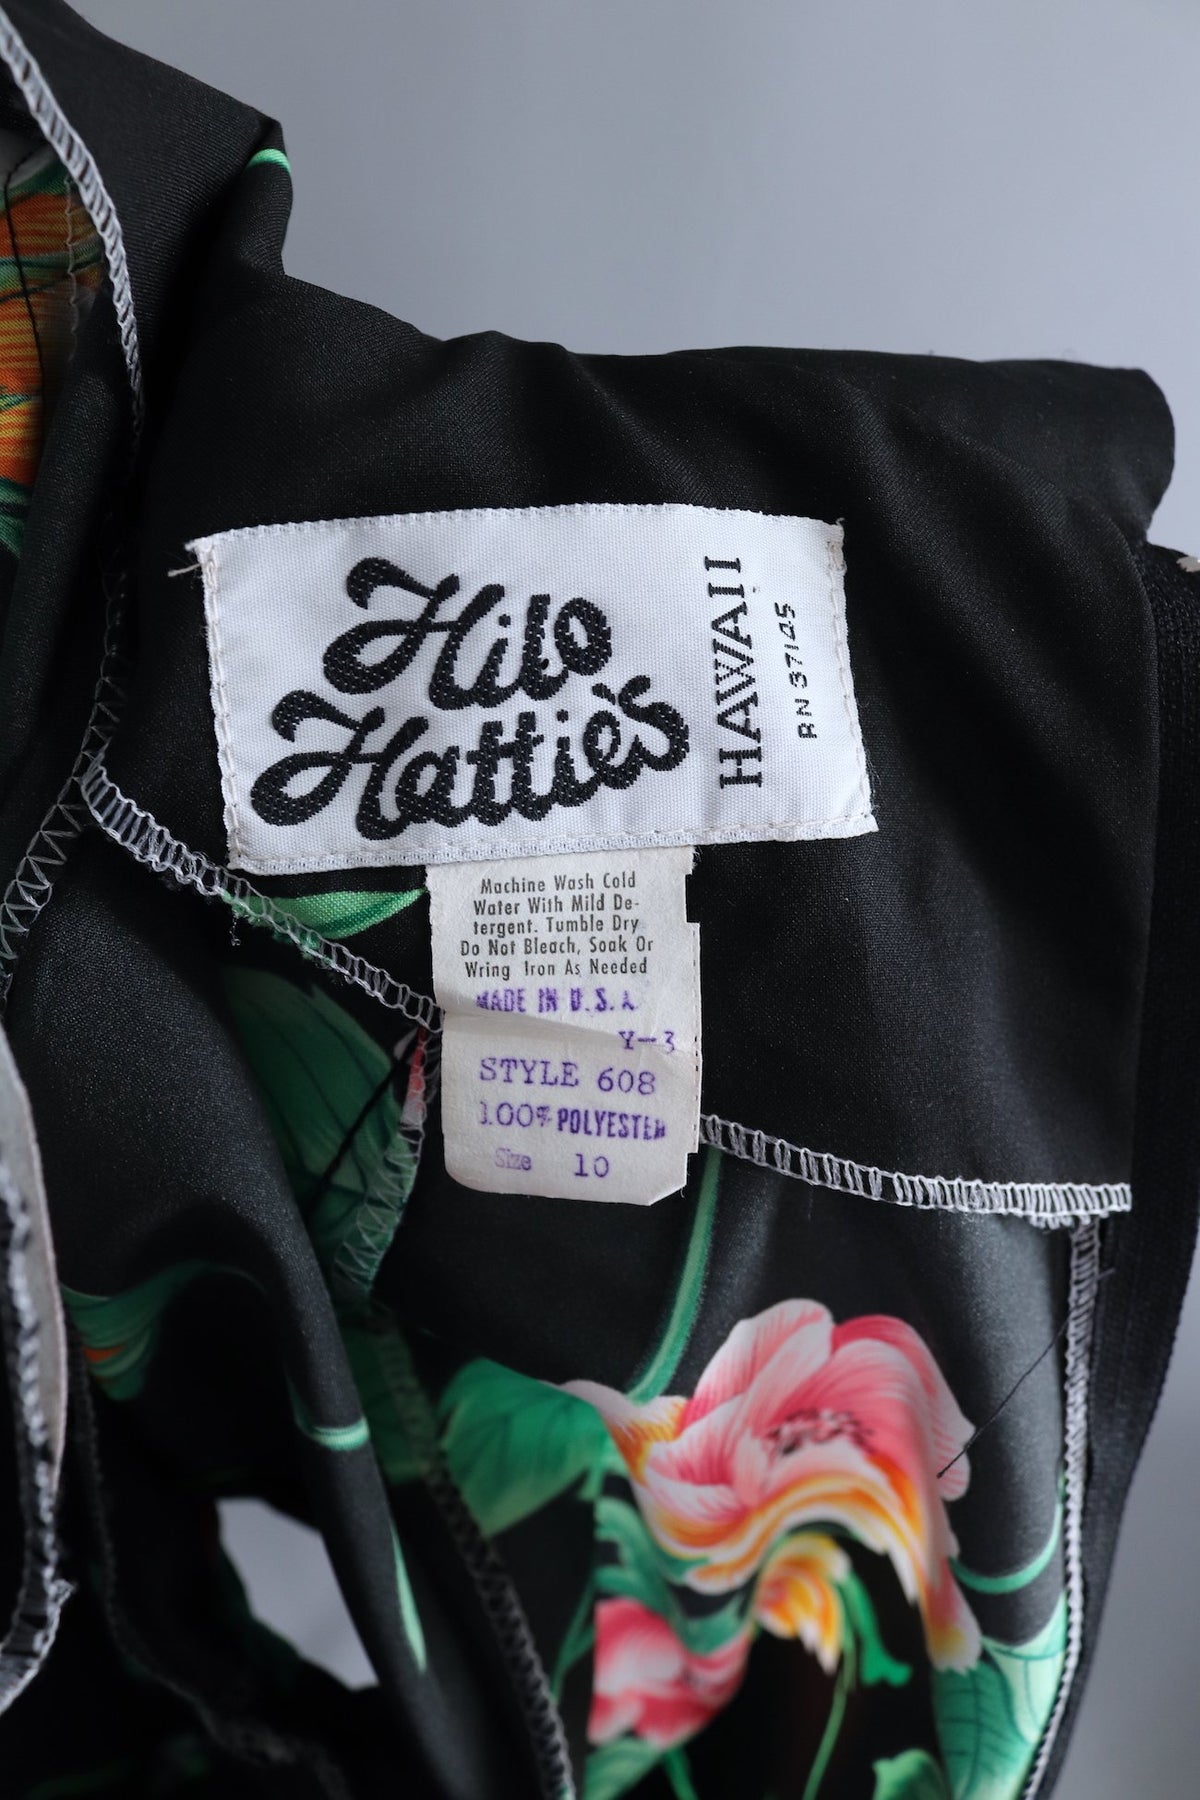 Hilo
Hattie's
HAWAII
RN 37105
Machine Wash Cold
Water With Mild De-
tergent. Tumble Dry
Do Not Bleach, Soak Or
Wring Iron As Needed
MADE IN U.S.A
Y-3
STYLE 608
100% POLYESTER
Size 10